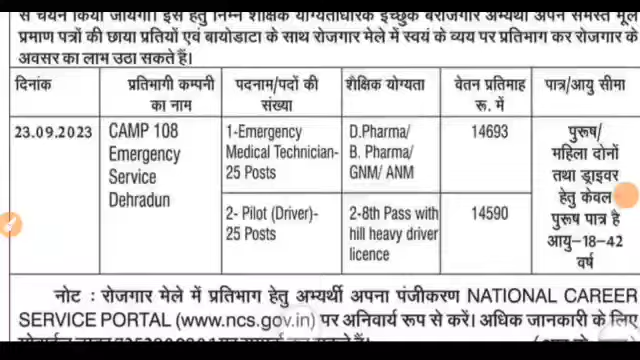 से चयन किया जायेगा। इस हेतु निम्न शैक्षिक योग्यताधारक इच्छुक बेरोजगार अभ्यर्थी अपने समस्त मूल
प्रमाण पत्रों की छाया प्रतियों एवं बायोडाटा के साथ रोजगार मेले में स्वयं के व्यय पर प्रतिभाग कर रोजगार के
अवसर का लाभ उठा सकते हैं।
दिनांक
प्रतिभागी कम्पनी
का नाम
पदनाम/पदों की
संख्या
शैक्षिक योग्यता
वेतन प्रतिमाह
रू. में
पात्र/आयु सीमा
23.09.2023
CAMP 108
Emergency
Service
Dehradun
1-Emergency
Medical Technician-
25 Posts
D.Pharma/
B. Pharma/
GNM/ ANM
14693
2- Pilot (Driver)-
25 Posts
2-8th Pass with
hill heavy driver
licence
14590
पुरूष/
महिला दोनों
तथा ड्राइवर
हेतु केवल
पुरूष पात्र है
आयु-18-42
वर्ष
नोट : रोजगार मेले में प्रतिभाग हेतु अभ्यर्थी अपना पंजीकरण NATIONAL CAREER
SERVICE PORTAL (www.ncs.gov.in) पर अनिवार्य रूप से करें। अधिक जानकारी के लिए